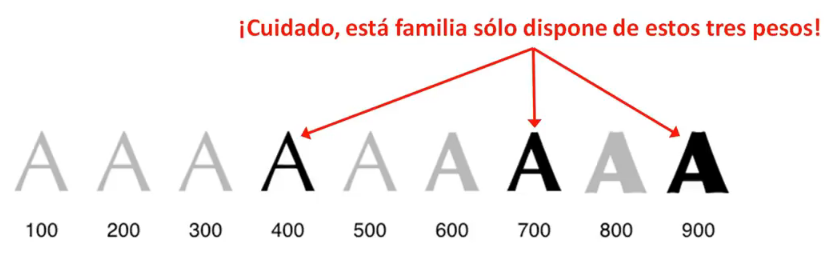 ¡Cuidado, está familia sólo dispone de estos tres pesos!
A A A A A A A A A
100 200 300 400 500 600 700 800 900